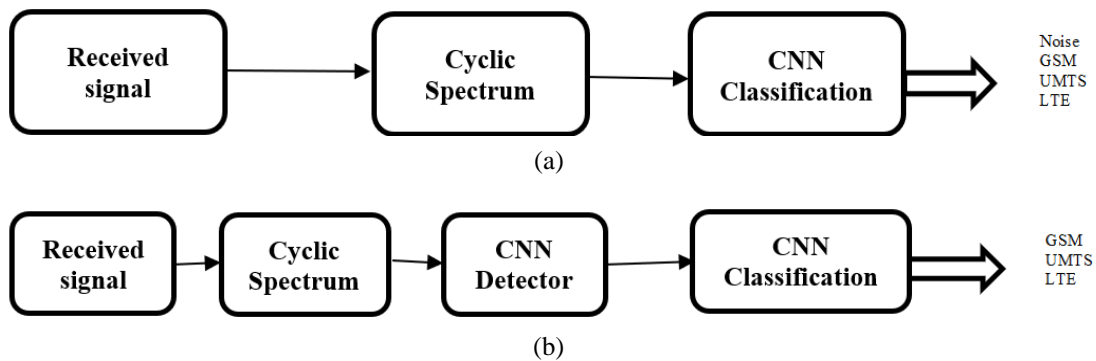 Received
signal
Cyclic
Spectrum
CNN
Classification
Noise
GSM
UMTS
LTE
(a)
Received
signal
Cyclic
Spectrum
CNN
Detector
CNN
Classification
GSM
UMTS
LTE
(b)